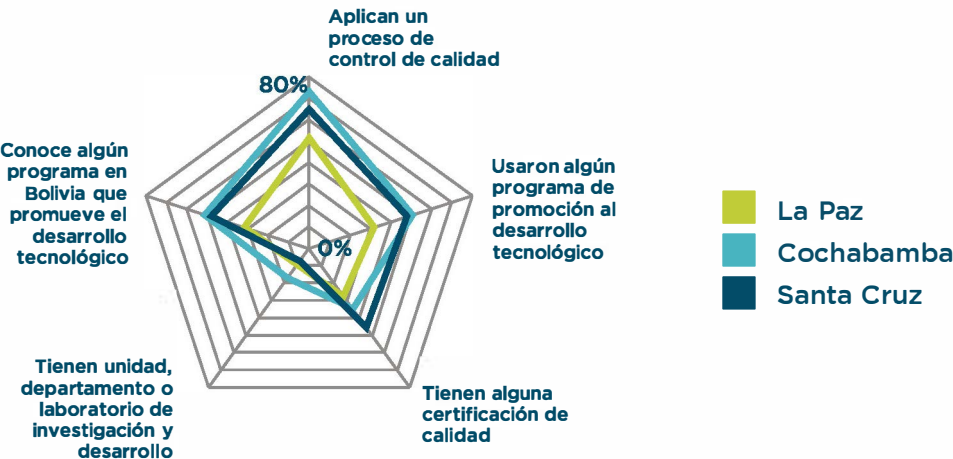 Aplican un
proceso de
control de calidad
80%
Conoce algún
programa en
Bolivia que
promueve el
desarrollo
tecnológico
Usaron algún
programa de
promoción al
desarrollo
tecnológico
0%
La Paz
Cochabamba
Santa Cruz
Tienen unidad,
departamento o
laboratorio de
investigación y
desarrollo
Tienen alguna
certificación de
calidad